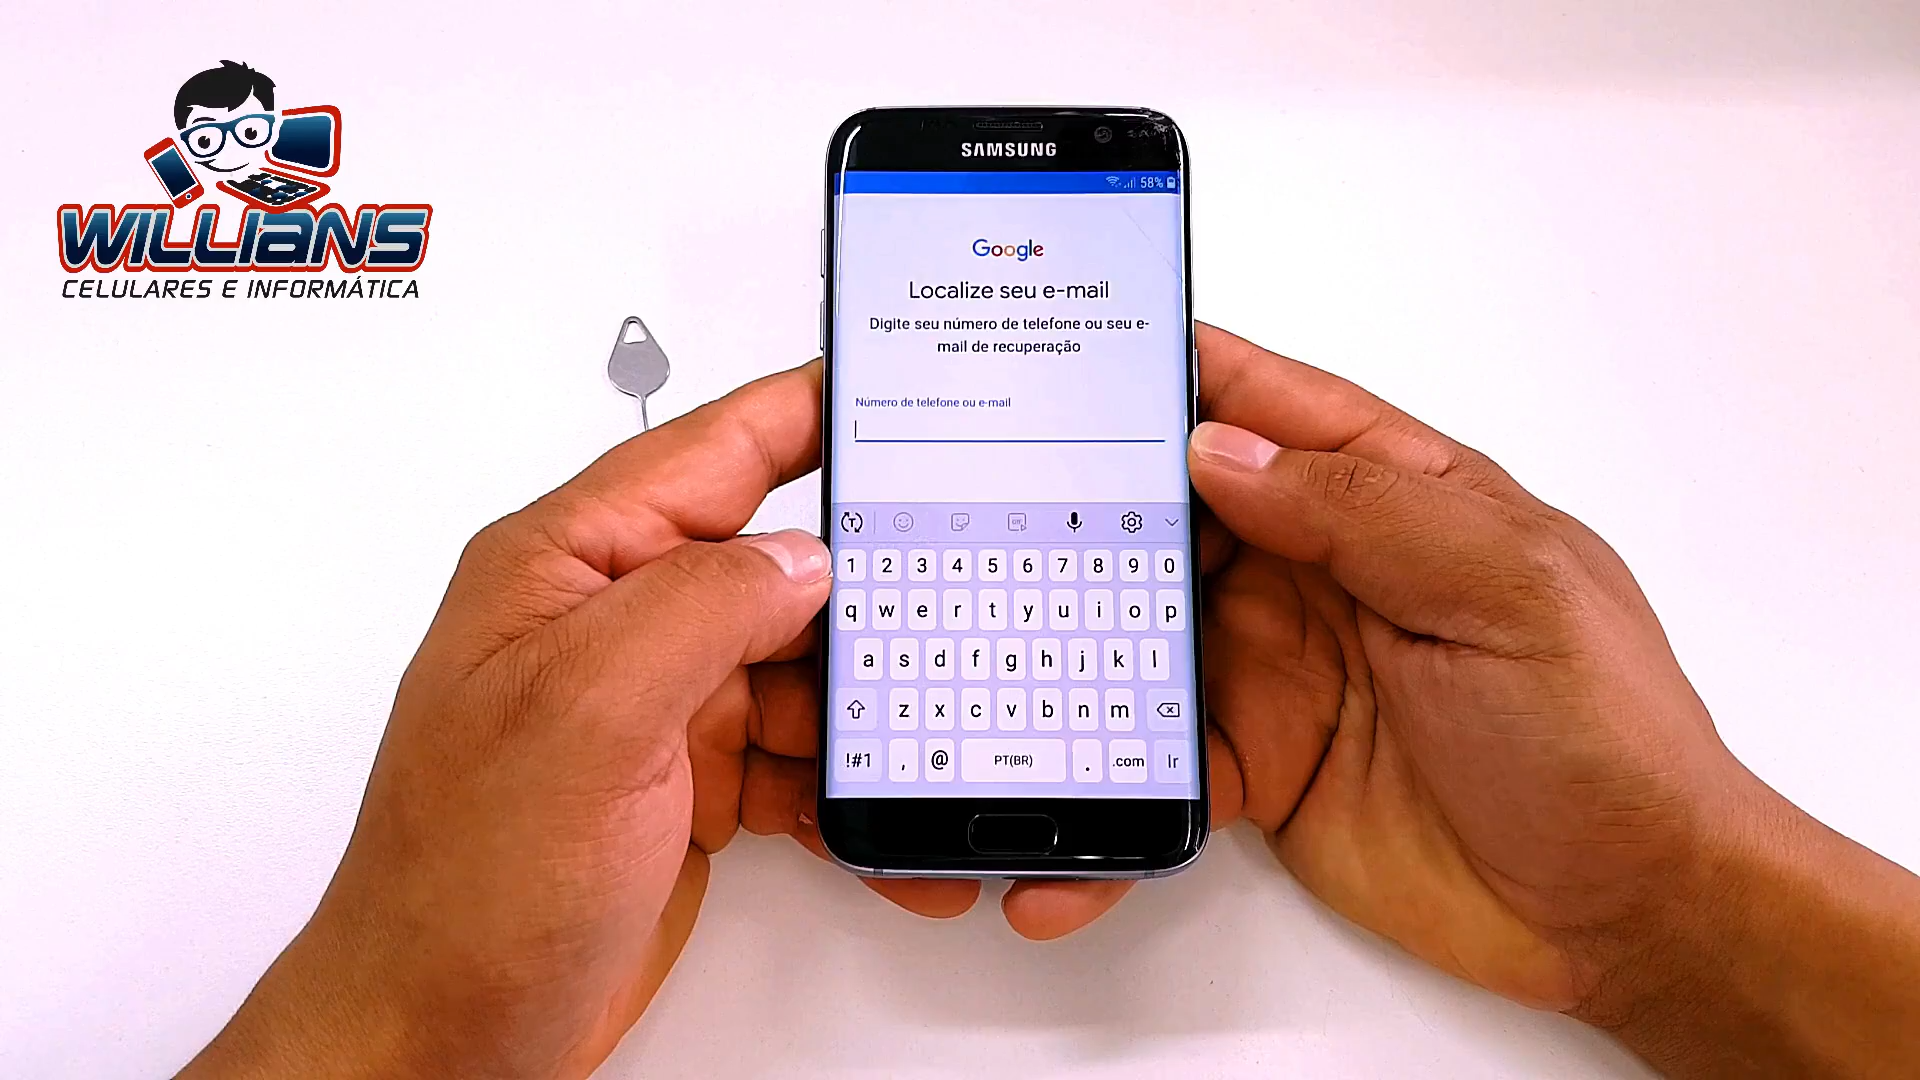 WILLIANS
CELULARES E INFORMÁTICA
SAMSUNG
58%
Google
Localize seu e-mail
Digite seu número de telefone ou seu e-
mail de recuperação
Número de telefone ou e-mail
T
GIF
1 2 3 4 5 6 7 8 9 0
q w e r t y u i o p
a s d f g h j k l
z x c v b n m
!#1 , @ PT(BR) . .com Ir